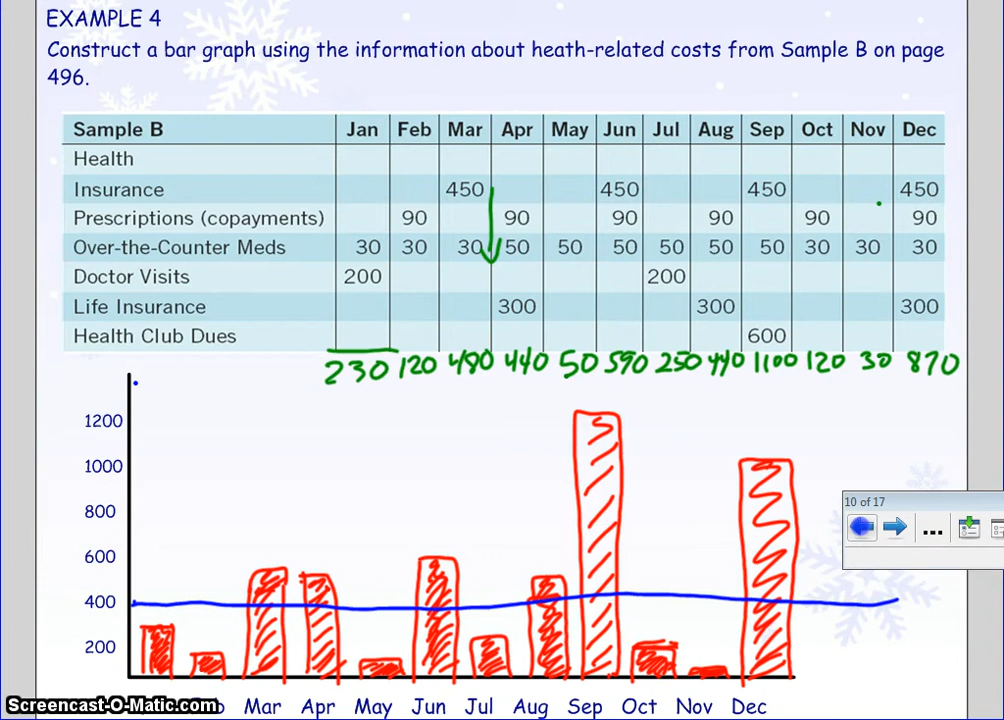 EXAMPLE 4
Construct a bar graph using the information about heath-related costs from Sample B on page
496.
Sample B Jan Feb Mar Apr May Jun Jul Aug Sep Oct Nov Dec
Health
Insurance 450 450 450 450
Prescriptions (copayments) 90 90 90 90 90 90
Over-the-Counter Meds 30 30 30 50 50 50 50 50 50 30 30 30
Doctor Visits 200 200
Life Insurance 300 300 300
Health Club Dues 600
230 120 480 440 50 590 250 440 1100 120 30 870
1200
1000
800
600
400
200
10 of 17
...
Mar Apr May Jun Jul Aug Sep Oct Nov Dec
Screencast-O-Matic.com